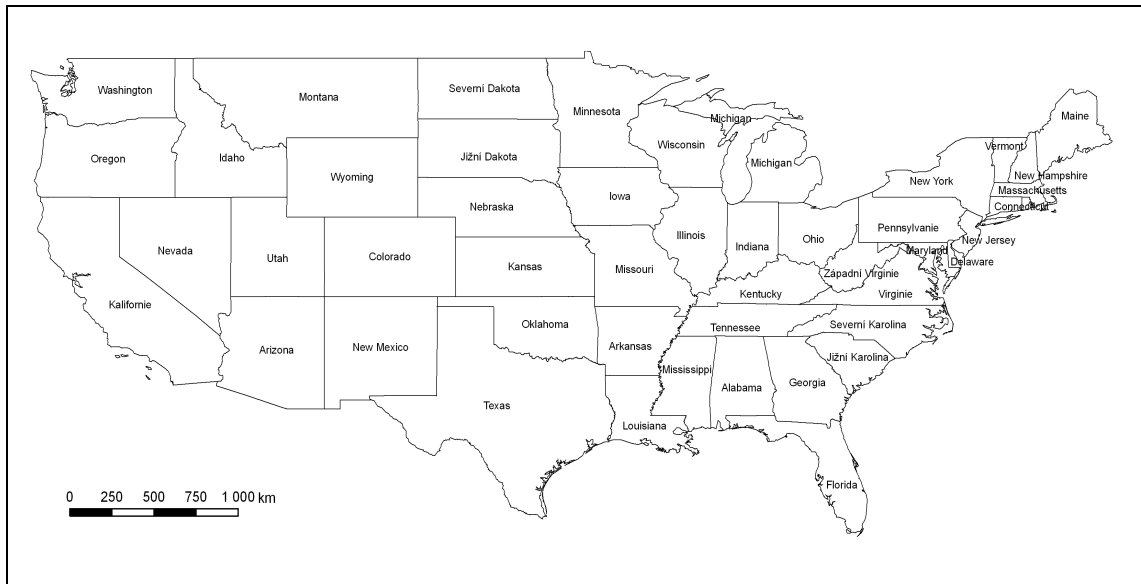 Washington
Montana
Severní Dakota
Minnesota
Michigan
Maine
Oregon
Idaho
Wyoming
Jižní Dakota
Wisconsin
Michigan
Vermont
New Hampshire
New York
Massachusetts
Connecticut
Nebraska
Iowa
Illinois
Indiana
Ohio
Pennsylvanie
New Jersey
Maryland
Delaware
Nevada
Utah
Colorado
Kansas
Missouri
Západní Virginie
Kentucky
Virginie
Kalifornie
Arizona
New Mexico
Oklahoma
Arkansas
Tennessee
Severní Karolina
Jižní Karolina
Mississippi
Alabama
Georgia
Texas
Louisiana
Florida
0 250 500 750 1 000 km